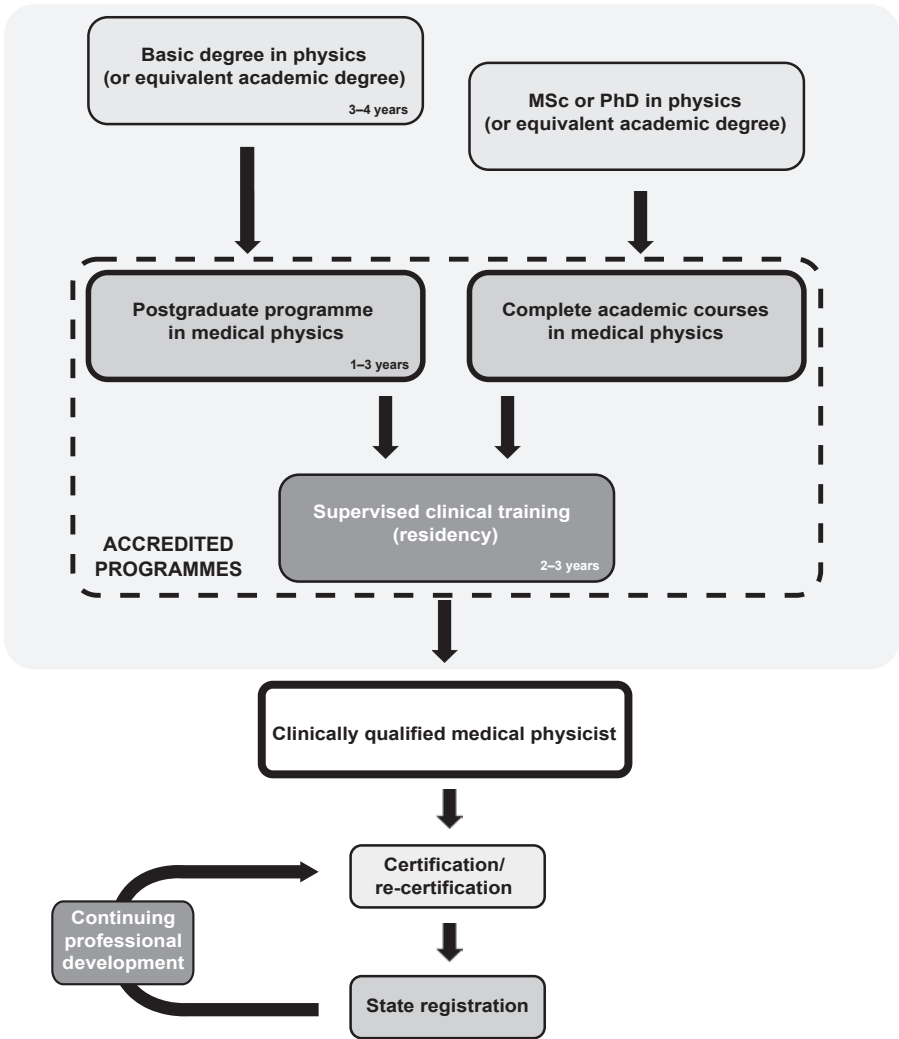 Basic degree in physics
(or equivalent academic degree)
3–4 years
MSc or PhD in physics
(or equivalent academic degree)
Postgraduate programme
in medical physics
1–3 years
Complete academic courses
in medical physics
Supervised clinical training
(residency)
2–3 years
ACCREDITED
PROGRAMMES
Clinically qualified medical physicist
Certification/
re-certification
Continuing
professional
development
State registration